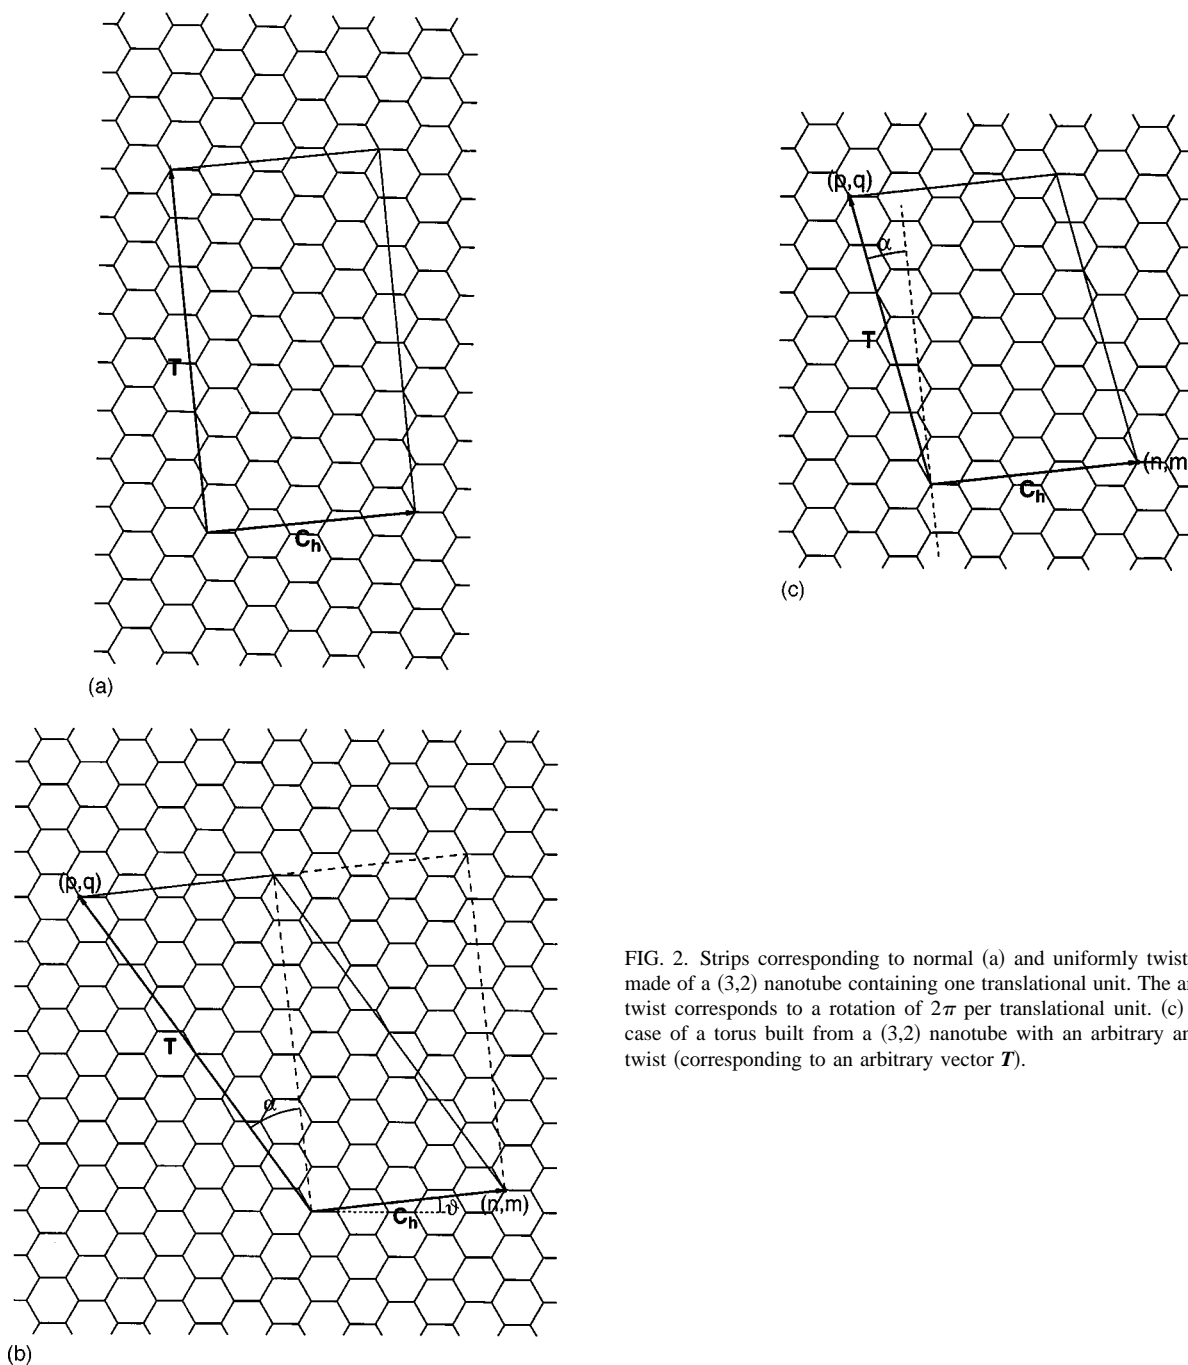 T
C_h
(a)
(p,q)
α
T
C_h
(n,m
(c)
(p,q)
T
α
ϑ
C_h
(n,m)
(b)
FIG. 2. Strips corresponding to normal (a) and uniformly twist
made of a (3,2) nanotube containing one translational unit. The a
twist corresponds to a rotation of 2π per translational unit. (c)
case of a torus built from a (3,2) nanotube with an arbitrary an
twist (corresponding to an arbitrary vector T).